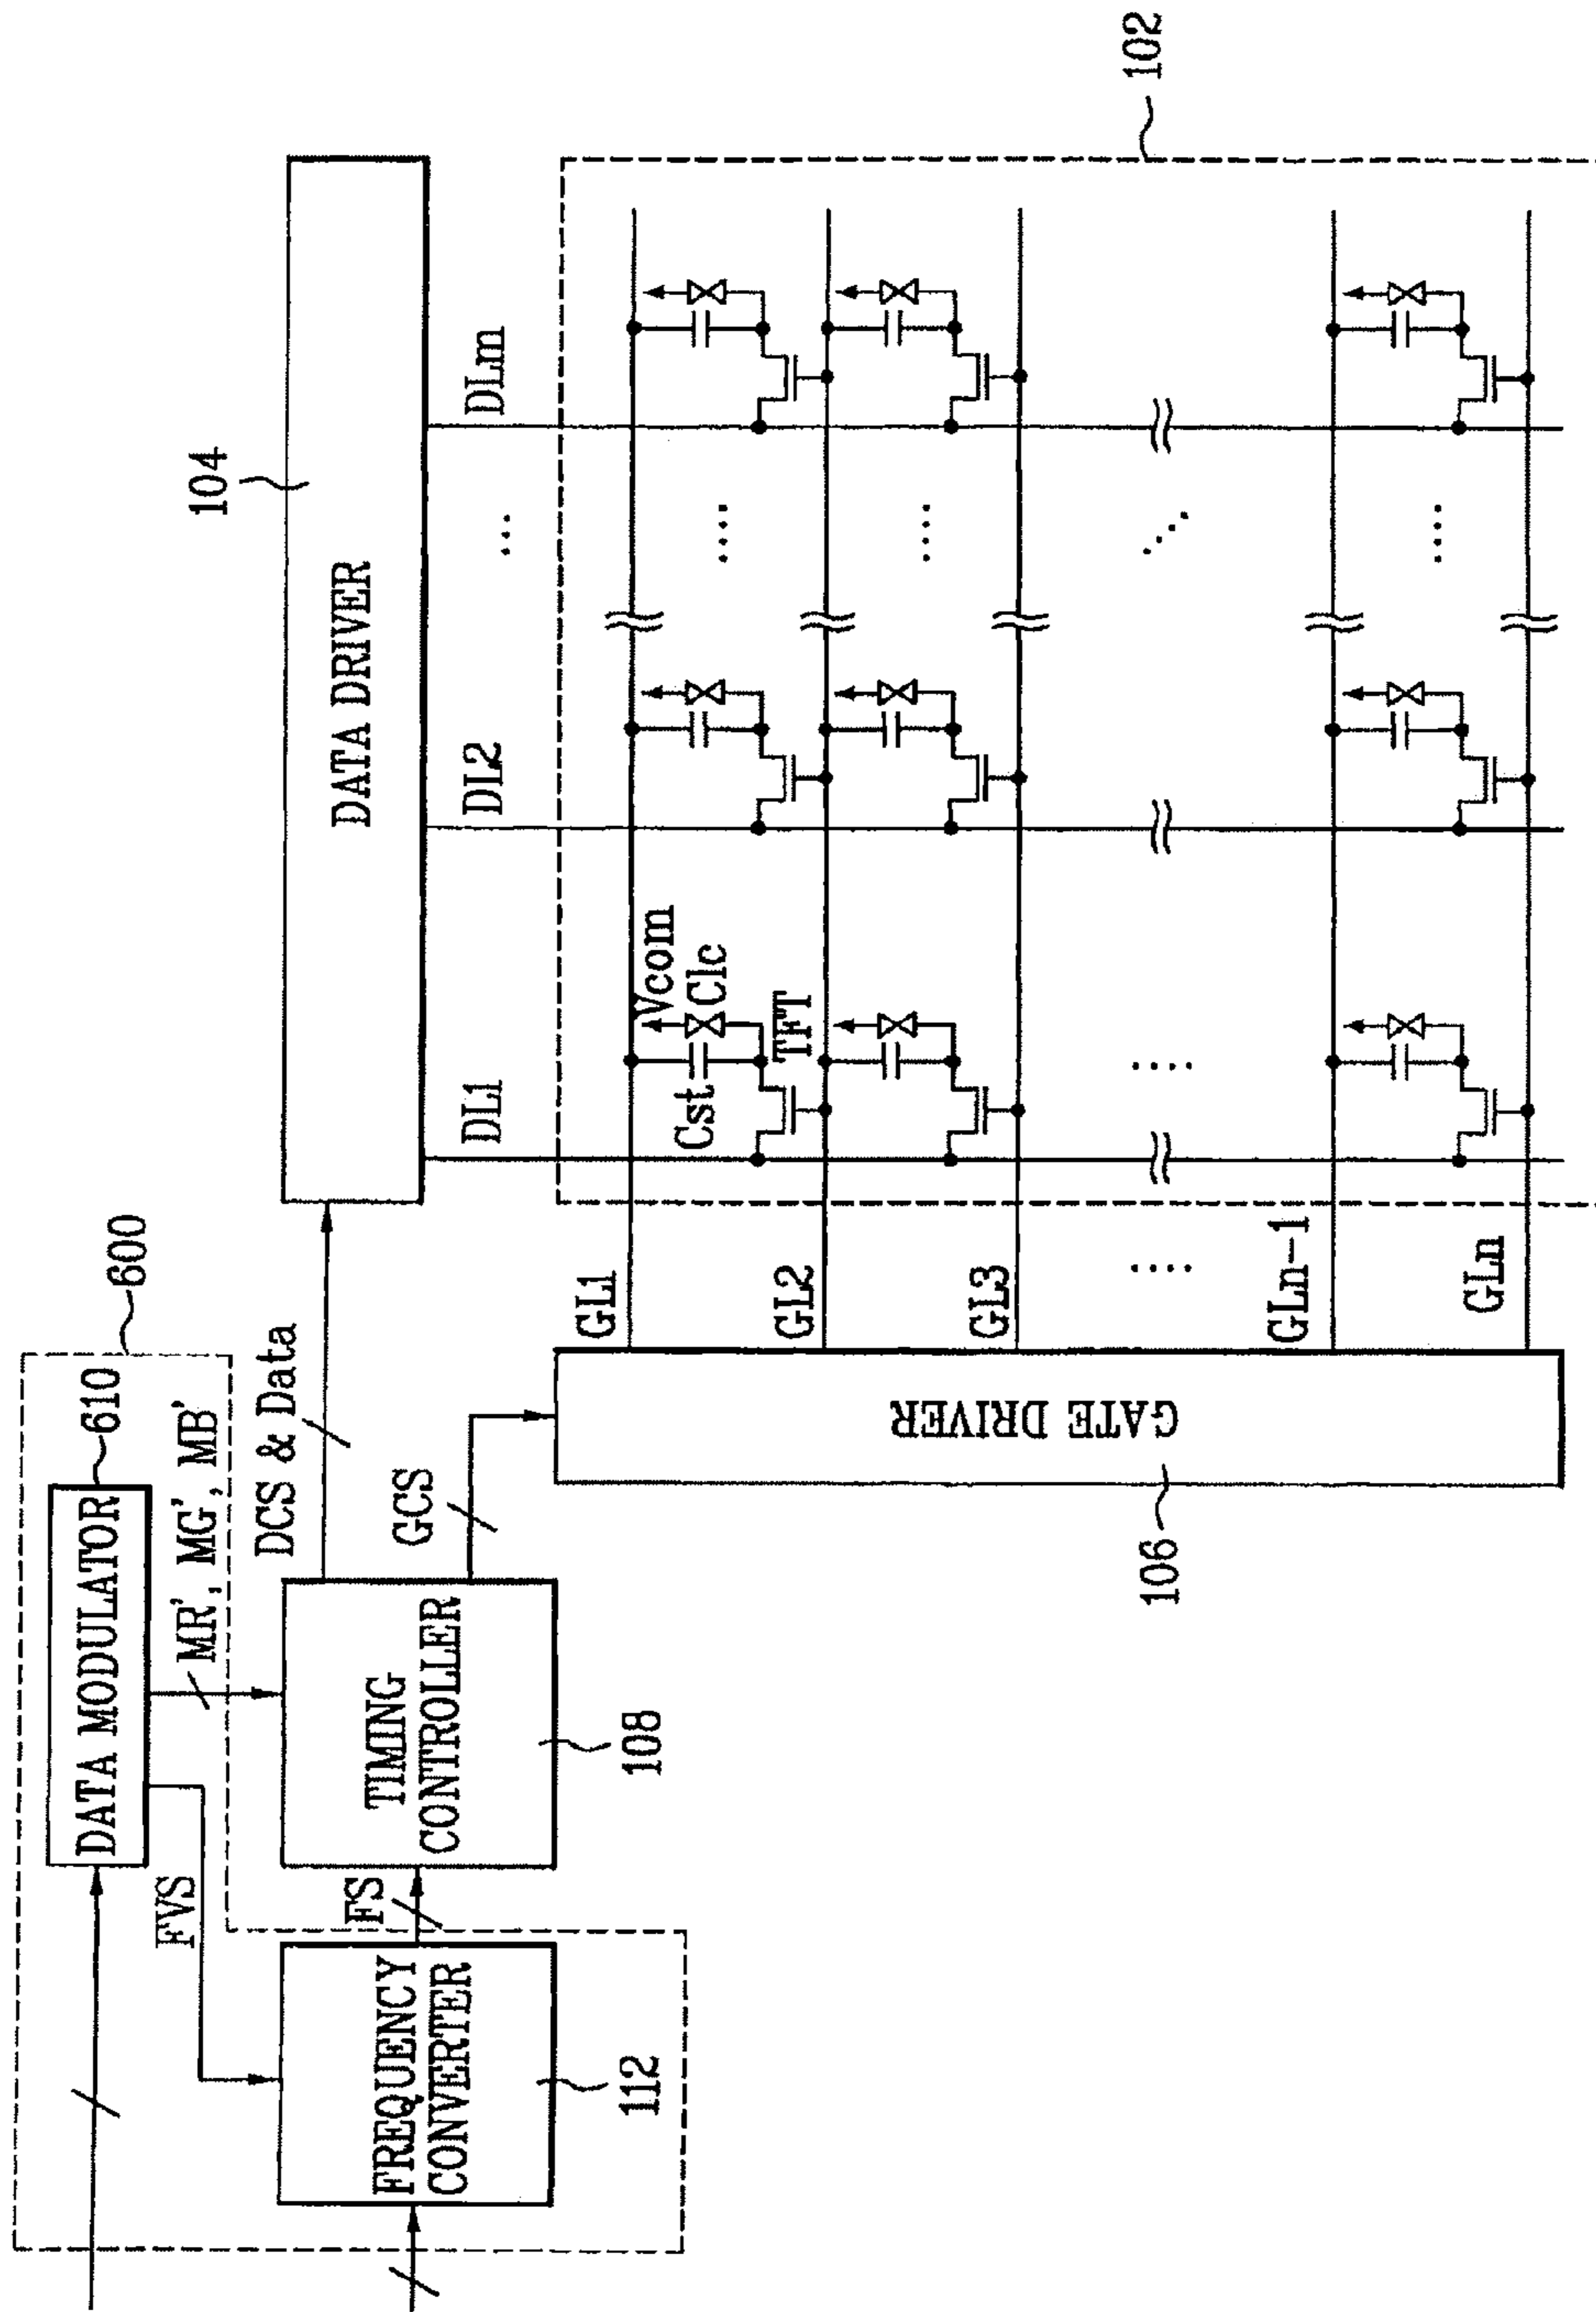 600
610
DATA MODULATOR
FVS
MR', MG', MB'
104
DATA DRIVER
DCS & Data
FREQUENCY
CONVERTER
112
FS
TIMING
CONTROLLER
108
GCS
DL1
DL2
...
DLm
102
GATE DRIVER
106
GL1
GL2
GL3
....
GLn-1
GLn
Vcom
Clc
Cst
TFT
....
....
....
....
....